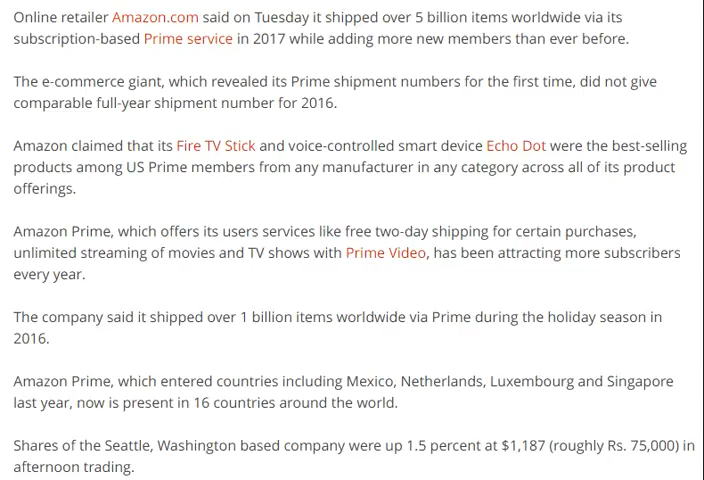 Online retailer Amazon.com said on Tuesday it shipped over 5 billion items worldwide via its
subscription-based Prime service in 2017 while adding more new members than ever before.
The e-commerce giant, which revealed its Prime shipment numbers for the first time, did not give
comparable full-year shipment number for 2016.
Amazon claimed that its Fire TV Stick and voice-controlled smart device Echo Dot were the best-selling
products among US Prime members from any manufacturer in any category across all of its product
offerings.
Amazon Prime, which offers its users services like free two-day shipping for certain purchases,
unlimited streaming of movies and TV shows with Prime Video, has been attracting more subscribers
every year.
The company said it shipped over 1 billion items worldwide via Prime during the holiday season in
2016.
Amazon Prime, which entered countries including Mexico, Netherlands, Luxembourg and Singapore
last year, now is present in 16 countries around the world.
Shares of the Seattle, Washington based company were up 1.5 percent at $1,187 (roughly Rs. 75,000) in
afternoon trading.